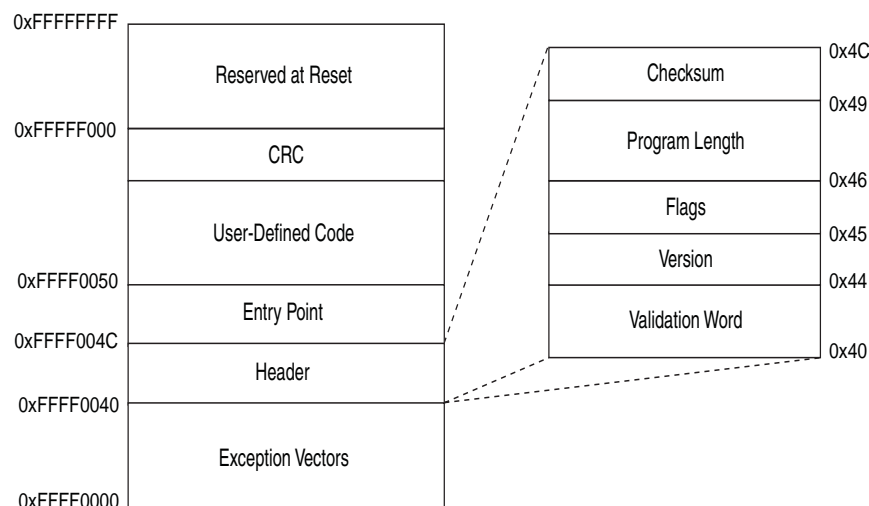 0xFFFFFFFF
Reserved at Reset
0xFFFFF000
CRC
User-Defined Code
0xFFFF0050
Entry Point
0xFFFF004C
Header
0xFFFF0040
Exception Vectors
0xFFFF0000
0x4C
Checksum
0x49
Program Length
0x46
Flags
0x45
Version
0x44
Validation Word
0x40